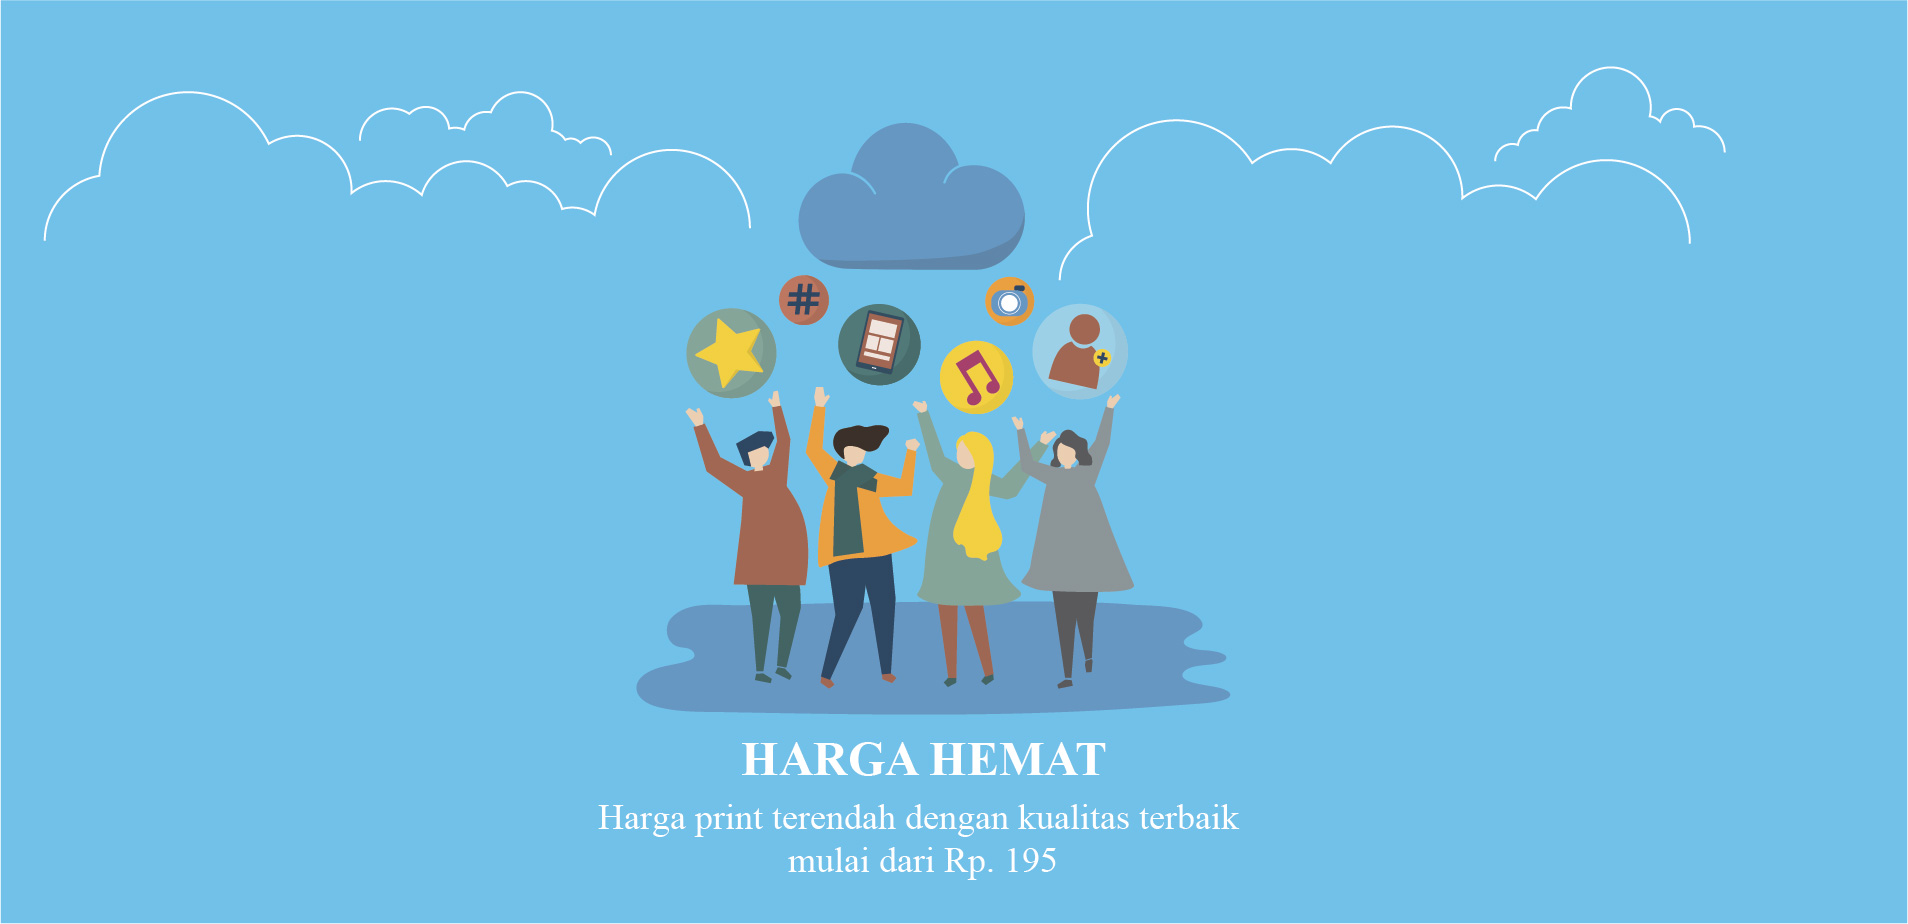 #
HARGA HEMAT
Harga print terendah dengan kualitas terbaik
mulai dari Rp. 195